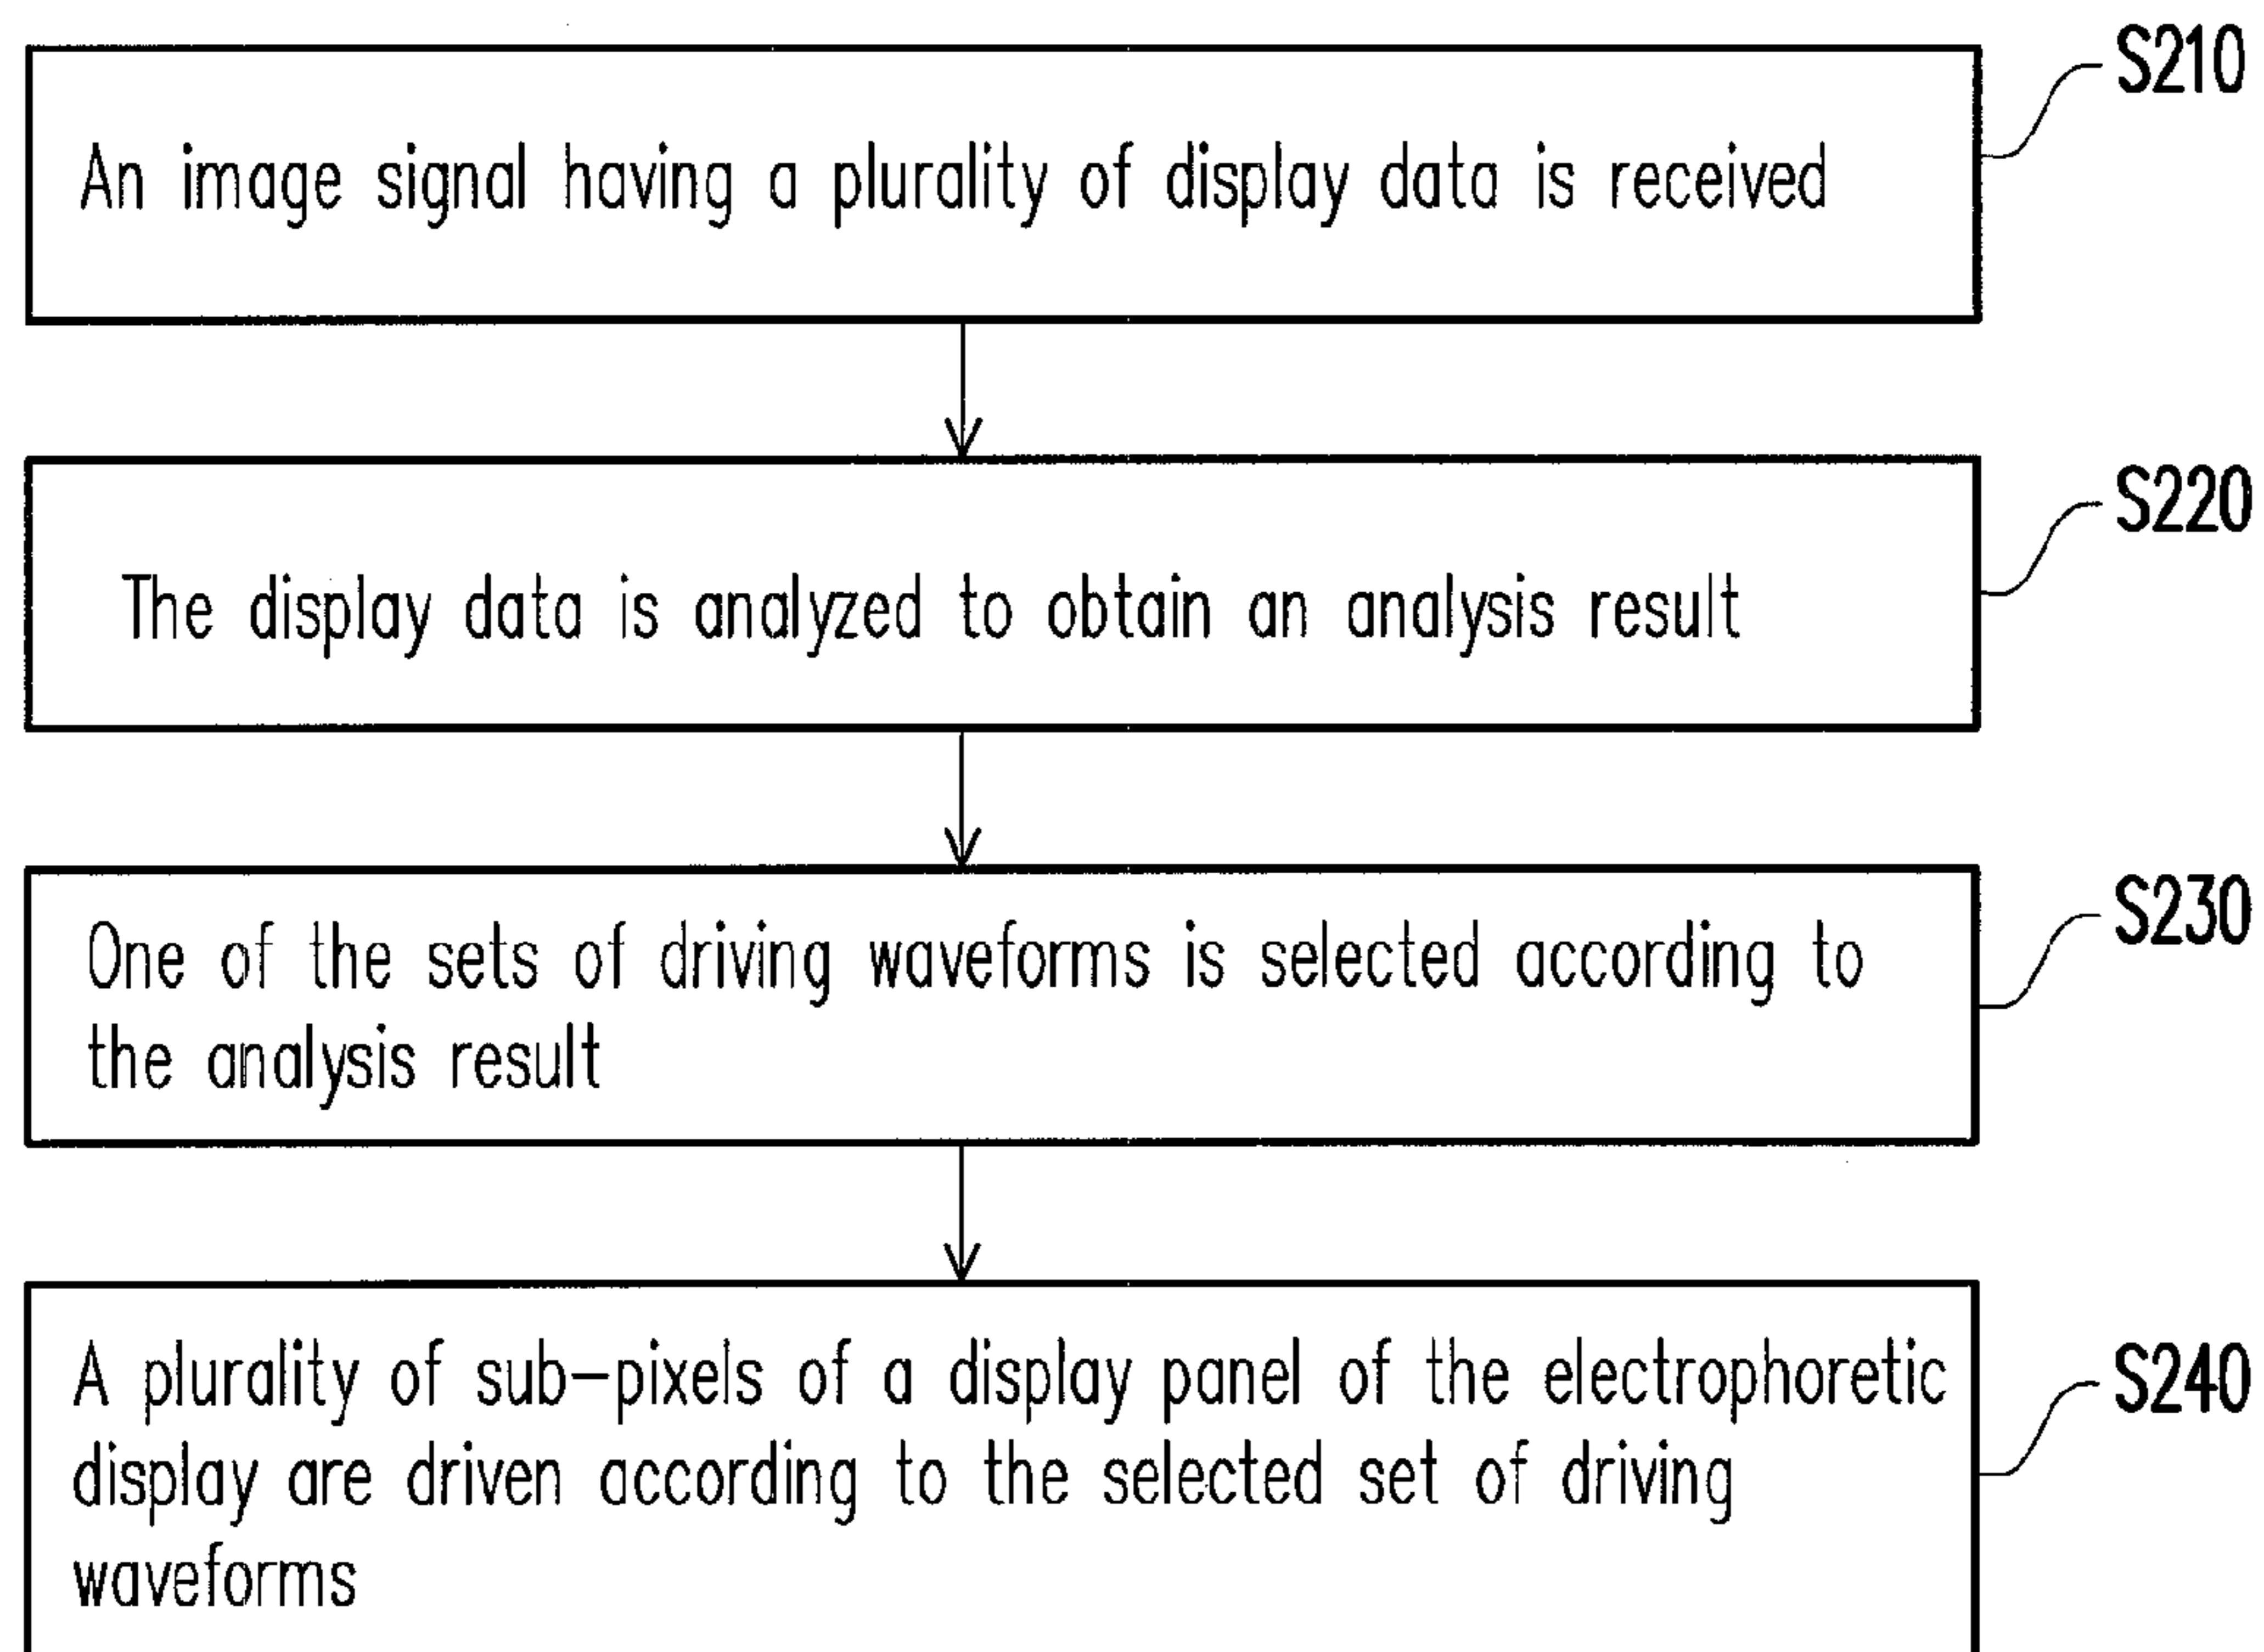 S210
An image signal having a plurality of display data is received
S220
The display data is analyzed to obtain an analysis result
S230
One of the sets of driving waveforms is selected according to
the analysis result
S240
A plurality of sub-pixels of a display panel of the electrophoretic
display are driven according to the selected set of driving
waveforms